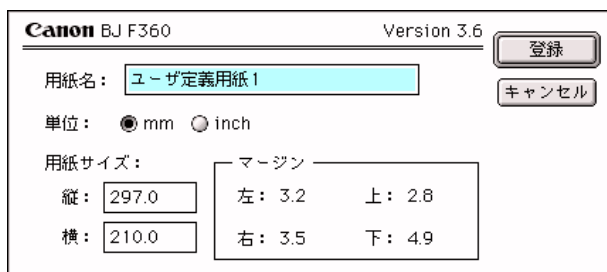 Canon BJ F360 Version 3.6
登録
キャンセル
用紙名： ユーザ定義用紙1
単位： mm inch
用紙サイズ：
縦： 297.0
横： 210.0
マージン
左： 3.2 上： 2.8
右： 3.5 下： 4.9